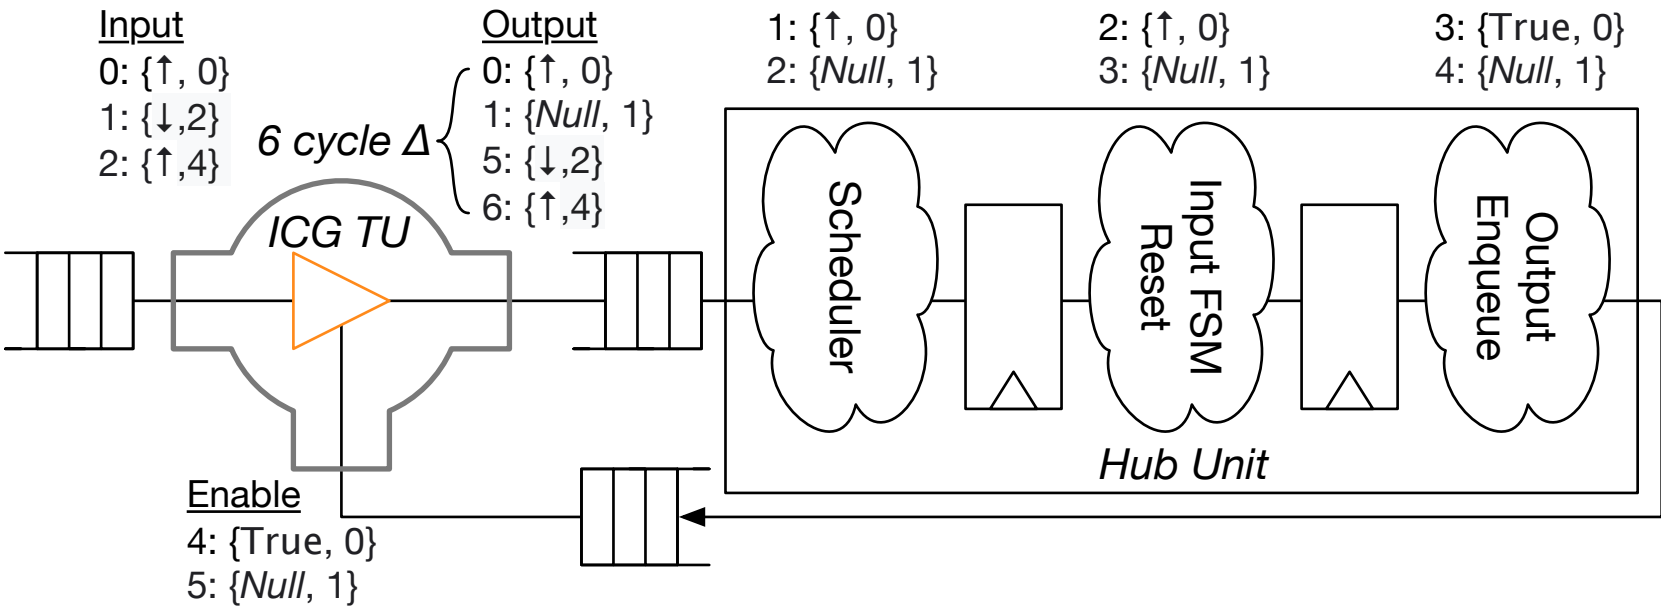 Input
0: {↑, 0}
1: {↓,2}
2: {↑,4}
6 cycle Δ
Output
0: {↑, 0}
1: {Null, 1}
5: {↓,2}
6: {↑,4}
1: {↑, 0}
2: {Null, 1}
2: {↑, 0}
3: {Null, 1}
3: {True, 0}
4: {Null, 1}
ICG TU
Scheduler
Input FSM
Reset
Output
Enqueue
Hub Unit
Enable
4: {True, 0}
5: {Null, 1}